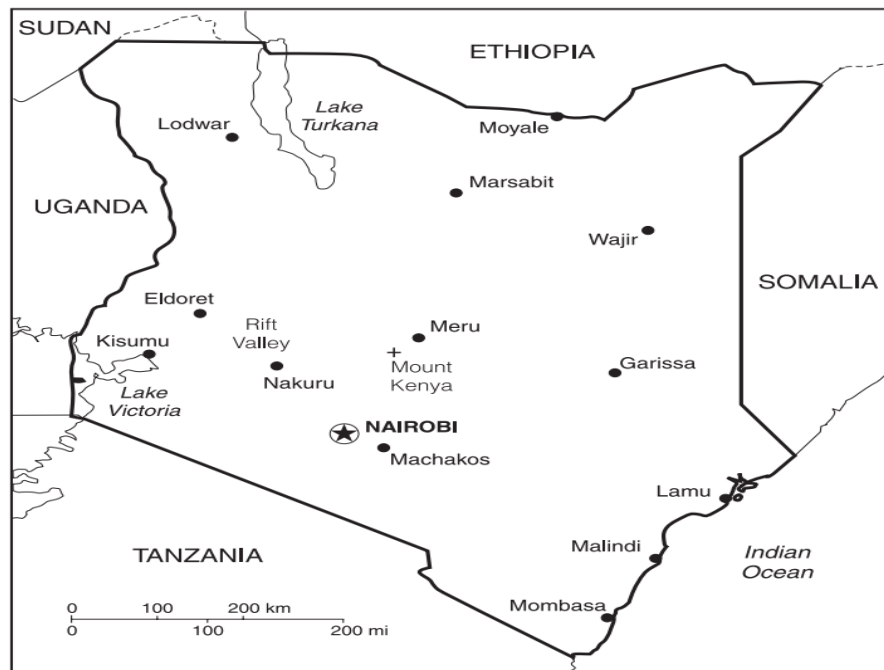 SUDAN
ETHIOPIA
Lake
Turkana
Lodwar
Moyale
Marsabit
UGANDA
Wajir
SOMALIA
Eldoret
Rift
Valley
Meru
Kisumu
Mount
Kenya
Garissa
Nakuru
Lake
Victoria
NAIROBI
Machakos
Lamu
Malindi
TANZANIA
Indian
Ocean
Mombasa
0 100 200 km
0 100 200 mi